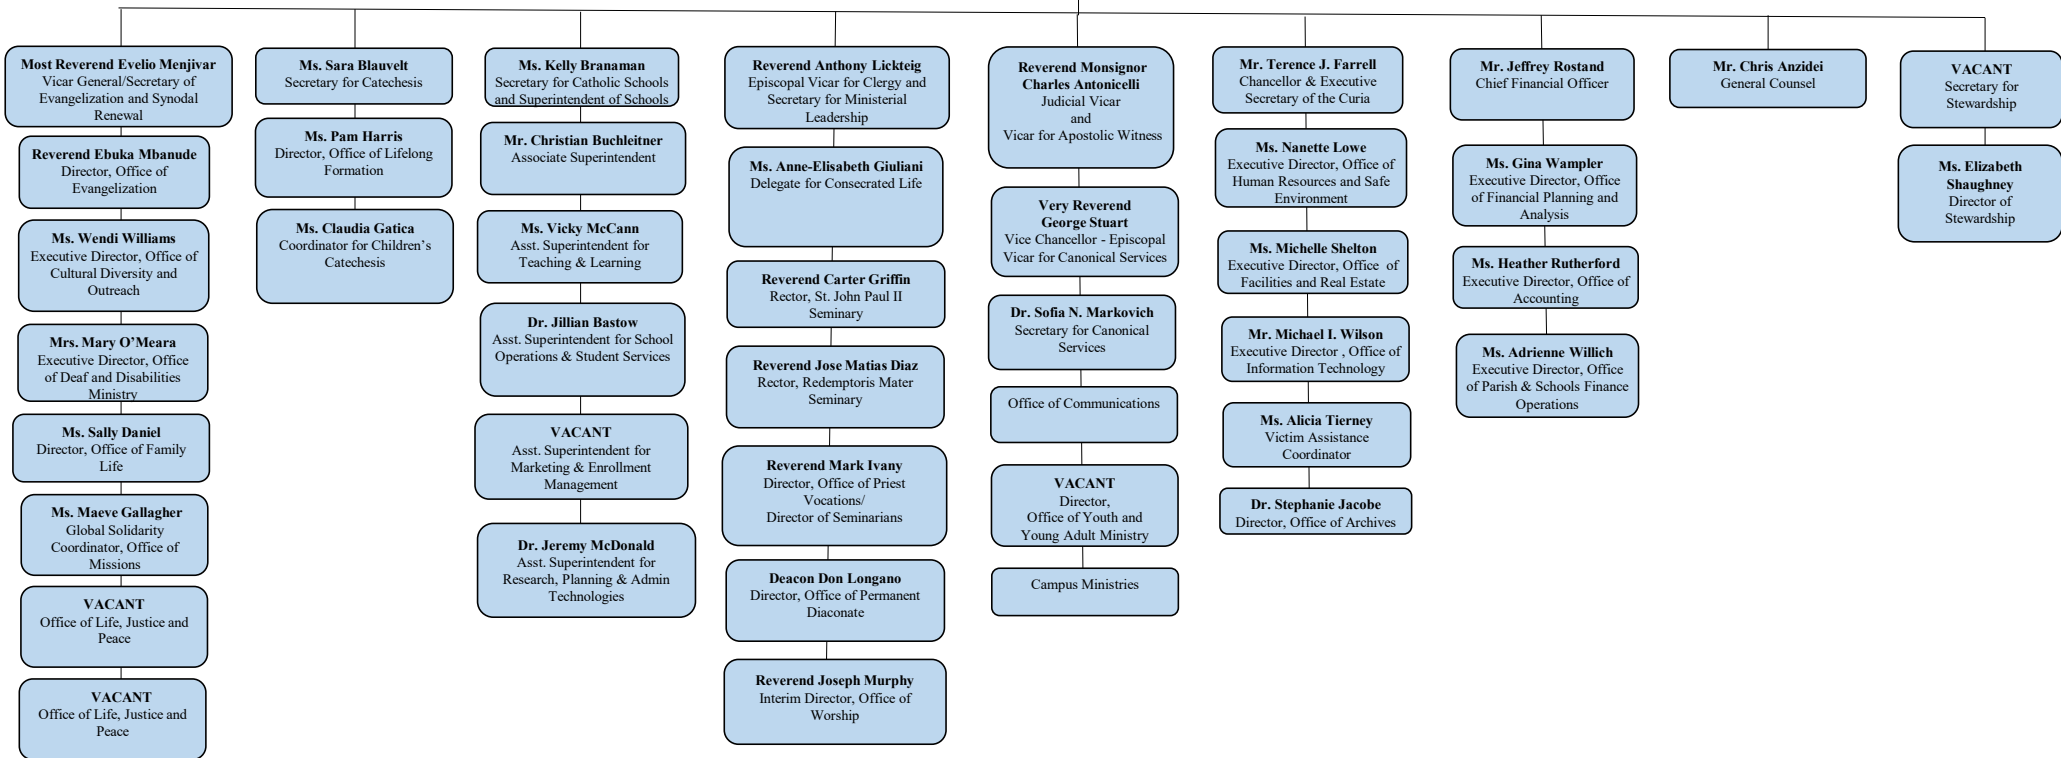 Most Reverend Evelio Menjivar
Vicar General/Secretary of
Evangelization and Synodal
Renewal
Reverend Ebuka Mbanude
Director, Office of
Evangelization
Ms. Wendi Williams
Executive Director, Office of
Cultural Diversity and
Outreach
Mrs. Mary O’Meara
Executive Director, Office
of Deaf and Disabilities
Ministry
Ms. Sally Daniel
Director, Office of Family
Life
Ms. Maeve Gallagher
Global Solidarity
Coordinator, Office of
Missions
VACANT
Office of Life, Justice and
Peace
VACANT
Office of Life, Justice and
Peace
Ms. Sara Blauvelt
Secretary for Catechesis
Ms. Pam Harris
Director, Office of Lifelong
Formation
Ms. Claudia Gatica
Coordinator for Children’s
Catechesis
Ms. Kelly Branaman
Secretary for Catholic Schools
and Superintendent of Schools
Mr. Christian Buchleitner
Associate Superintendent
Ms. Vicky McCann
Asst. Superintendent for
Teaching & Learning
Dr. Jillian Bastow
Asst. Superintendent for School
Operations & Student Services
VACANT
Asst. Superintendent for
Marketing & Enrollment
Management
Dr. Jeremy McDonald
Asst. Superintendent for
Research, Planning & Admin
Technologies
Reverend Anthony Lickteig
Episcopal Vicar for Clergy and
Secretary for Ministerial
Leadership
Ms. Anne-Elisabeth Giuliani
Delegate for Consecrated Life
Reverend Carter Griffin
Rector, St. John Paul II
Seminary
Reverend Jose Matias Diaz
Rector, Redemptoris Mater
Seminary
Reverend Mark Ivany
Director, Office of Priest
Vocations/
Director of Seminarians
Deacon Don Longano
Director, Office of Permanent
Diaconate
Reverend Joseph Murphy
Interim Director, Office of
Worship
Reverend Monsignor
Charles Antonicelli
Judicial Vicar
and
Vicar for Apostolic Witness
Very Reverend
George Stuart
Vice Chancellor - Episcopal
Vicar for Canonical Services
Dr. Sofia N. Markovich
Secretary for Canonical
Services
Office of Communications
VACANT
Director,
Office of Youth and
Young Adult Ministry
Campus Ministries
Mr. Terence J. Farrell
Chancellor & Executive
Secretary of the Curia
Ms. Nanette Lowe
Executive Director, Office of
Human Resources and Safe
Environment
Ms. Michelle Shelton
Executive Director, Office of
Facilities and Real Estate
Mr. Michael I. Wilson
Executive Director , Office of
Information Technology
Ms. Alicia Tierney
Victim Assistance
Coordinator
Dr. Stephanie Jacobe
Director, Office of Archives
Mr. Jeffrey Rostand
Chief Financial Officer
Ms. Gina Wampler
Executive Director, Office
of Financial Planning and
Analysis
Ms. Heather Rutherford
Executive Director, Office of
Accounting
Ms. Adrienne Willich
Executive Director, Office
of Parish & Schools Finance
Operations
Mr. Chris Anzidei
General Counsel
VACANT
Secretary for
Stewardship
Ms. Elizabeth
Shaughney
Director of
Stewardship